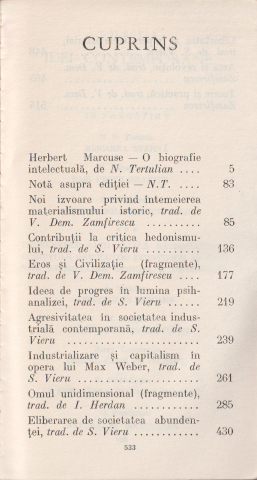 CUPRINS
Herbert Marcuse — O biografie
intelectuală, de N. Tertulian .... 5
Notă asupra ediției — N.T. .... 83
Noi izvoare privind întemeierea
materialismului istoric, trad. de
V. Dem. Zamfirescu .......... 85
Contribuții la critica hedonismu-
lui, trad. de S. Vieru ........ 136
Eros și Civilizație (fragmente),
trad. de V. Dem. Zamfirescu .... 177
Ideea de progres în lumina psih-
analizei, trad. de S. Vieru ...... 219
Agresivitatea în societatea indus-
trială contemporană, trad. de S.
Vieru ...................... 239
Industrializare și capitalism în
opera lui Max Weber, trad. de
S. Vieru .................... 261
Omul unidimensional (fragmente),
trad. de I. Herdan ............ 285
Eliberarea de societatea abunden-
ței, trad. de S. Vieru ........... 430
533